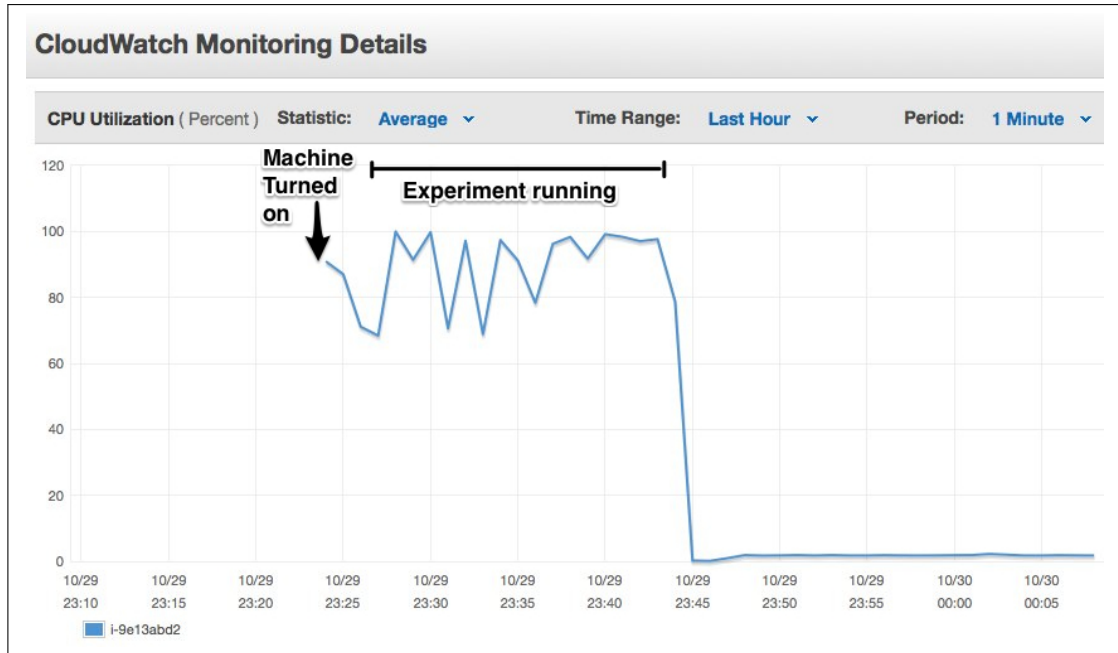 CloudWatch Monitoring Details
CPU Utilization ( Percent ) Statistic: Average Time Range: Last Hour Period: 1 Minute
Machine
Turned
on
Experiment running
120
100
80
60
40
20
0
10/29 10/29 10/29 10/29 10/29 10/29 10/29 10/29 10/29 10/29 10/30 10/30
23:10 23:15 23:20 23:25 23:30 23:35 23:40 23:45 23:50 23:55 00:00 00:05
i-9e13abd2